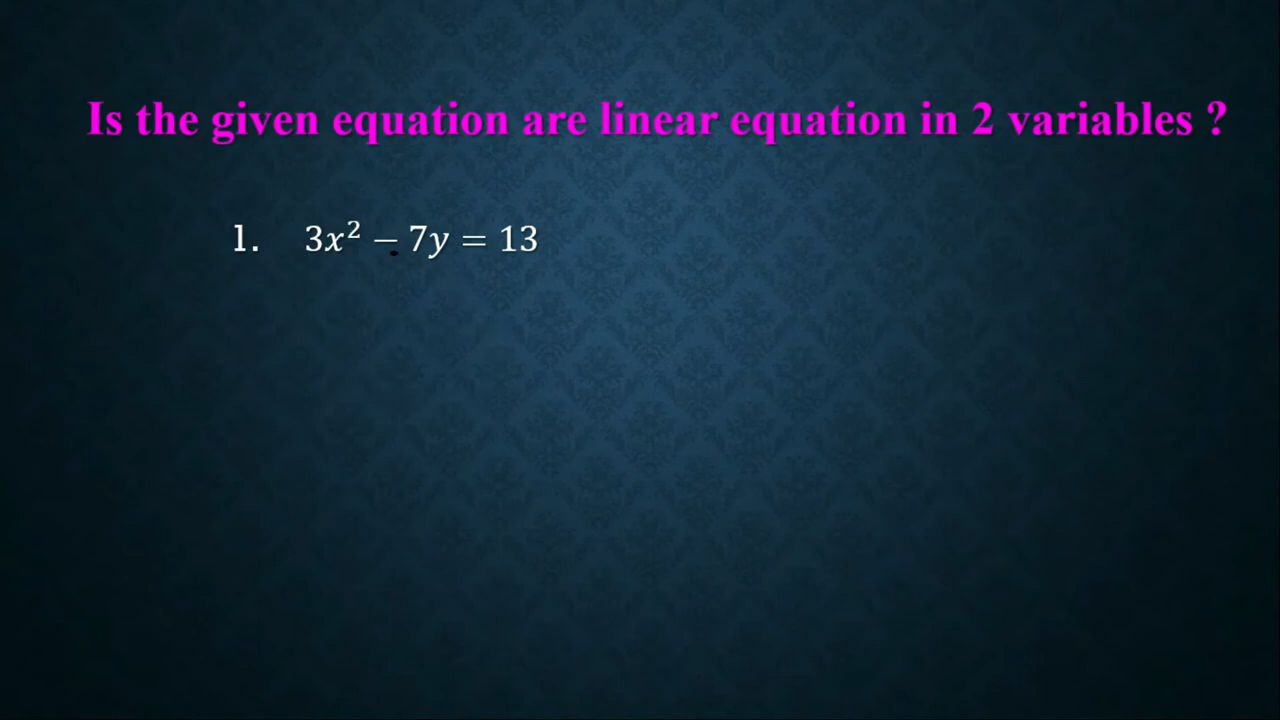 Is the given equation are linear equation in 2 variables ?
1. 3x² − 7y = 13